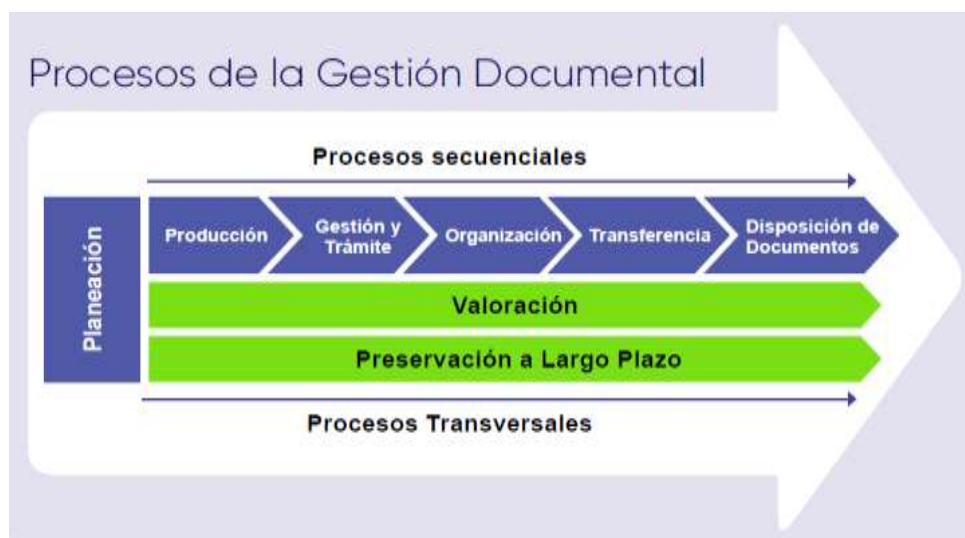 Procesos de la Gestión Documental
Procesos secuenciales
Planeación
Producción
Gestión y
Trámite
Organización
Transferencia
Disposición de
Documentos
Valoración
Preservación a Largo Plazo
Procesos Transversales